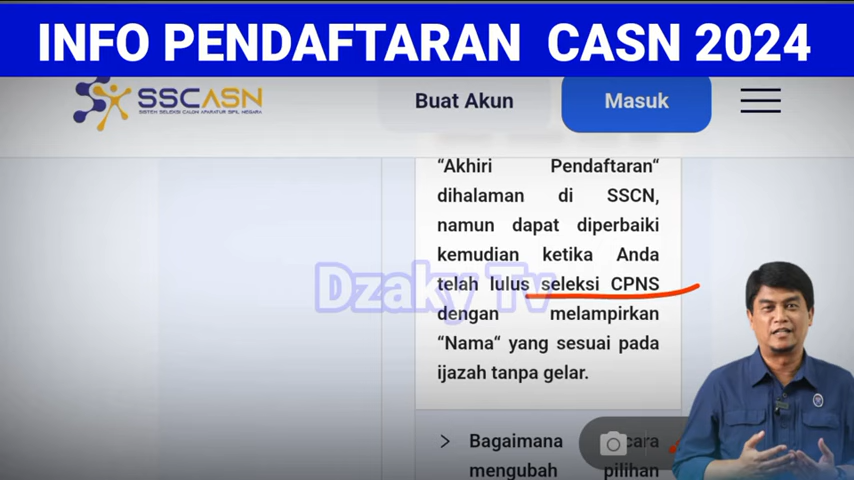 INFO PENDAFTARAN CASN 2024
SSCASN
SISTEM SELEKSI CALON APARATUR SIPIL NEGARA
Buat Akun
Masuk
“Akhiri Pendaftaran“
dihalaman di SSCN,
namun dapat diperbaiki
kemudian ketika Anda
telah lulus seleksi CPNS
dengan melampirkan
“Nama“ yang sesuai pada
ijazah tanpa gelar.
Dzaky Tv
Bagaimana cara
mengubah pilihan